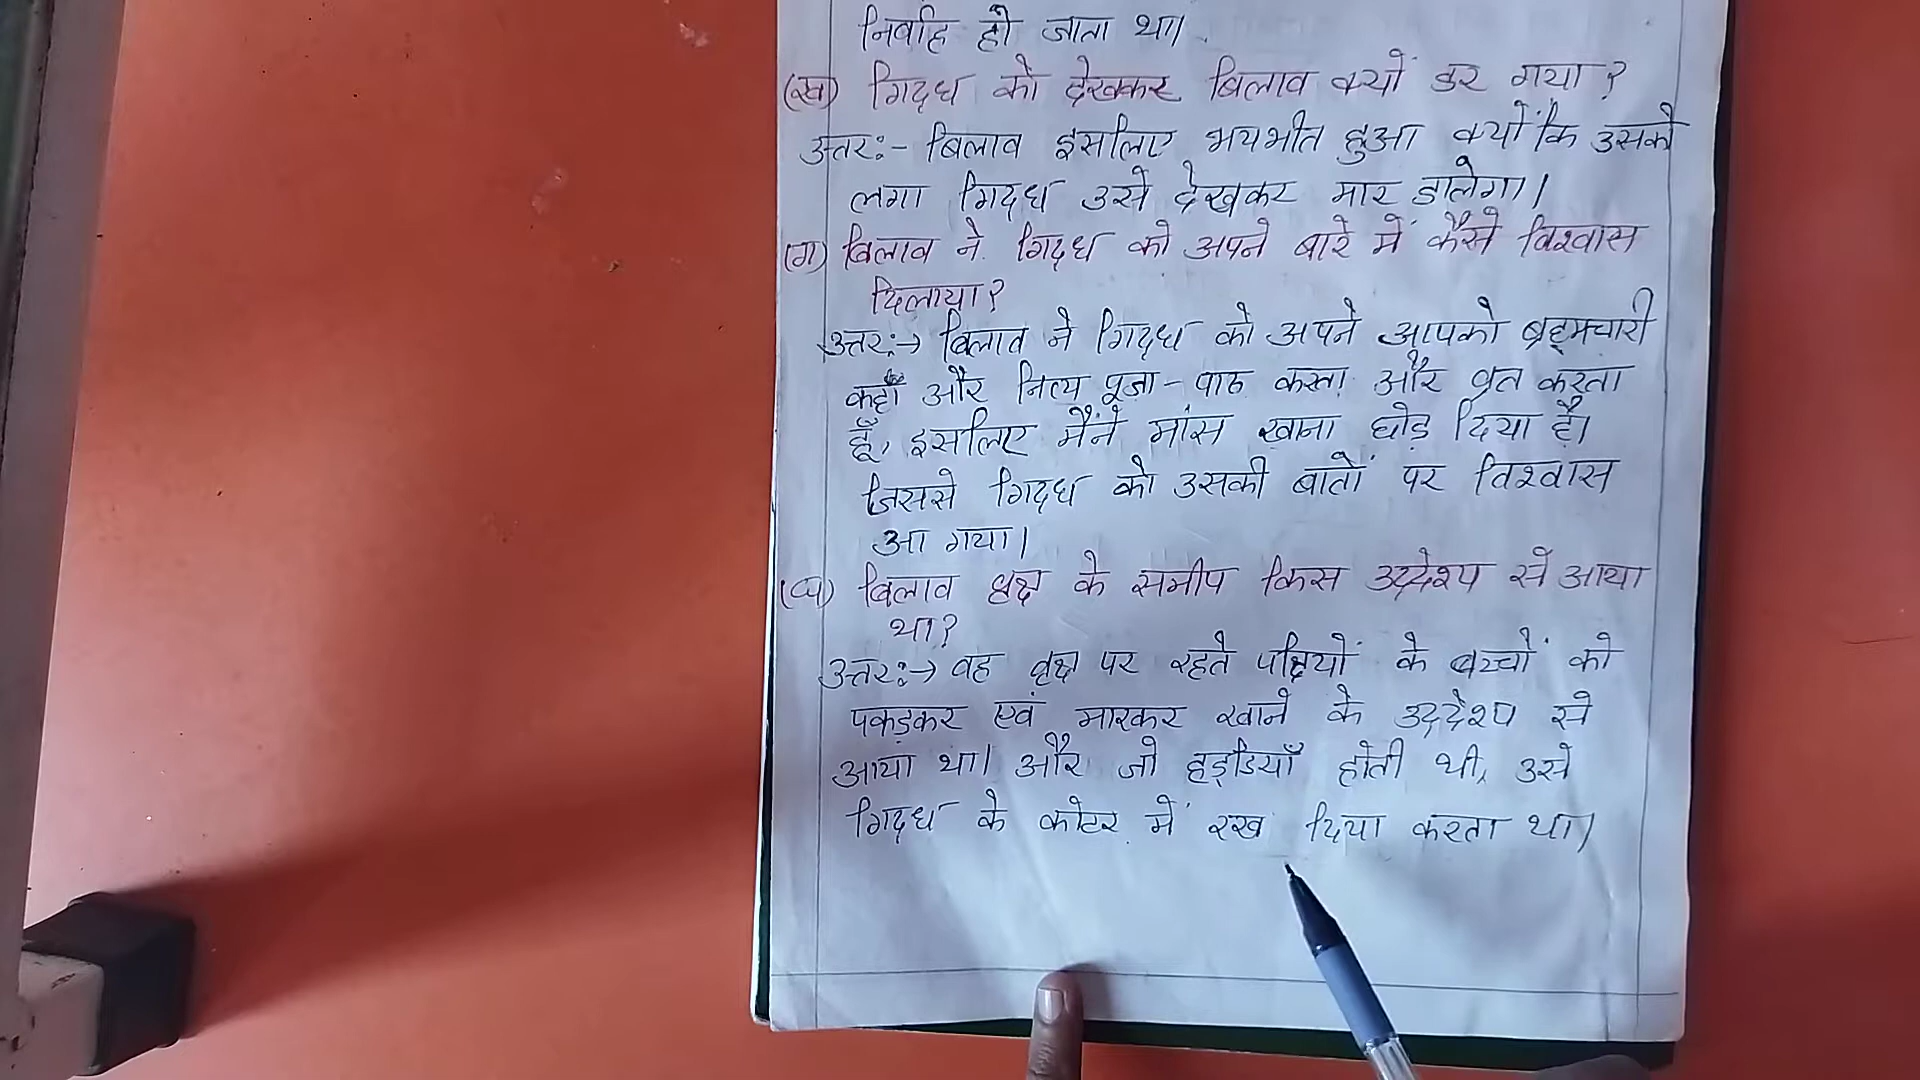 निर्वाह हो जाता था।
(ख) गिद्ध को देखकर बिलाव क्यों डर गया?
उत्तर:- बिलाव इसलिए भयभीत हुआ क्योंकि उसको
लगा गिद्ध उसे देखकर मार डालेगा।
(ग) बिलाव ने गिद्ध को अपने बारे में कैसे विश्वास
दिलाया?
उत्तर:→ बिलाव ने गिद्ध को अपने आपको ब्रह्मचारी
कहाँ और नित्य पूजा-पाठ करता और व्रत करता
हूँ, इसलिए मैंने मांस खाना छोड़ दिया है।
जिससे गिद्ध को उसकी बातों पर विश्वास
आ गया।
(घ) बिलाव वृक्ष के समीप किस उद्देश्य से आया
था?
उत्तर:→ वह वृक्ष पर रहते पक्षियों के बच्चों को
पकड़कर एवं मारकर खाने के उद्देश्य से
आया था। और जो हड्डियाँ होती थी, उसे
गिद्ध के कोटर में रख दिया करता था।